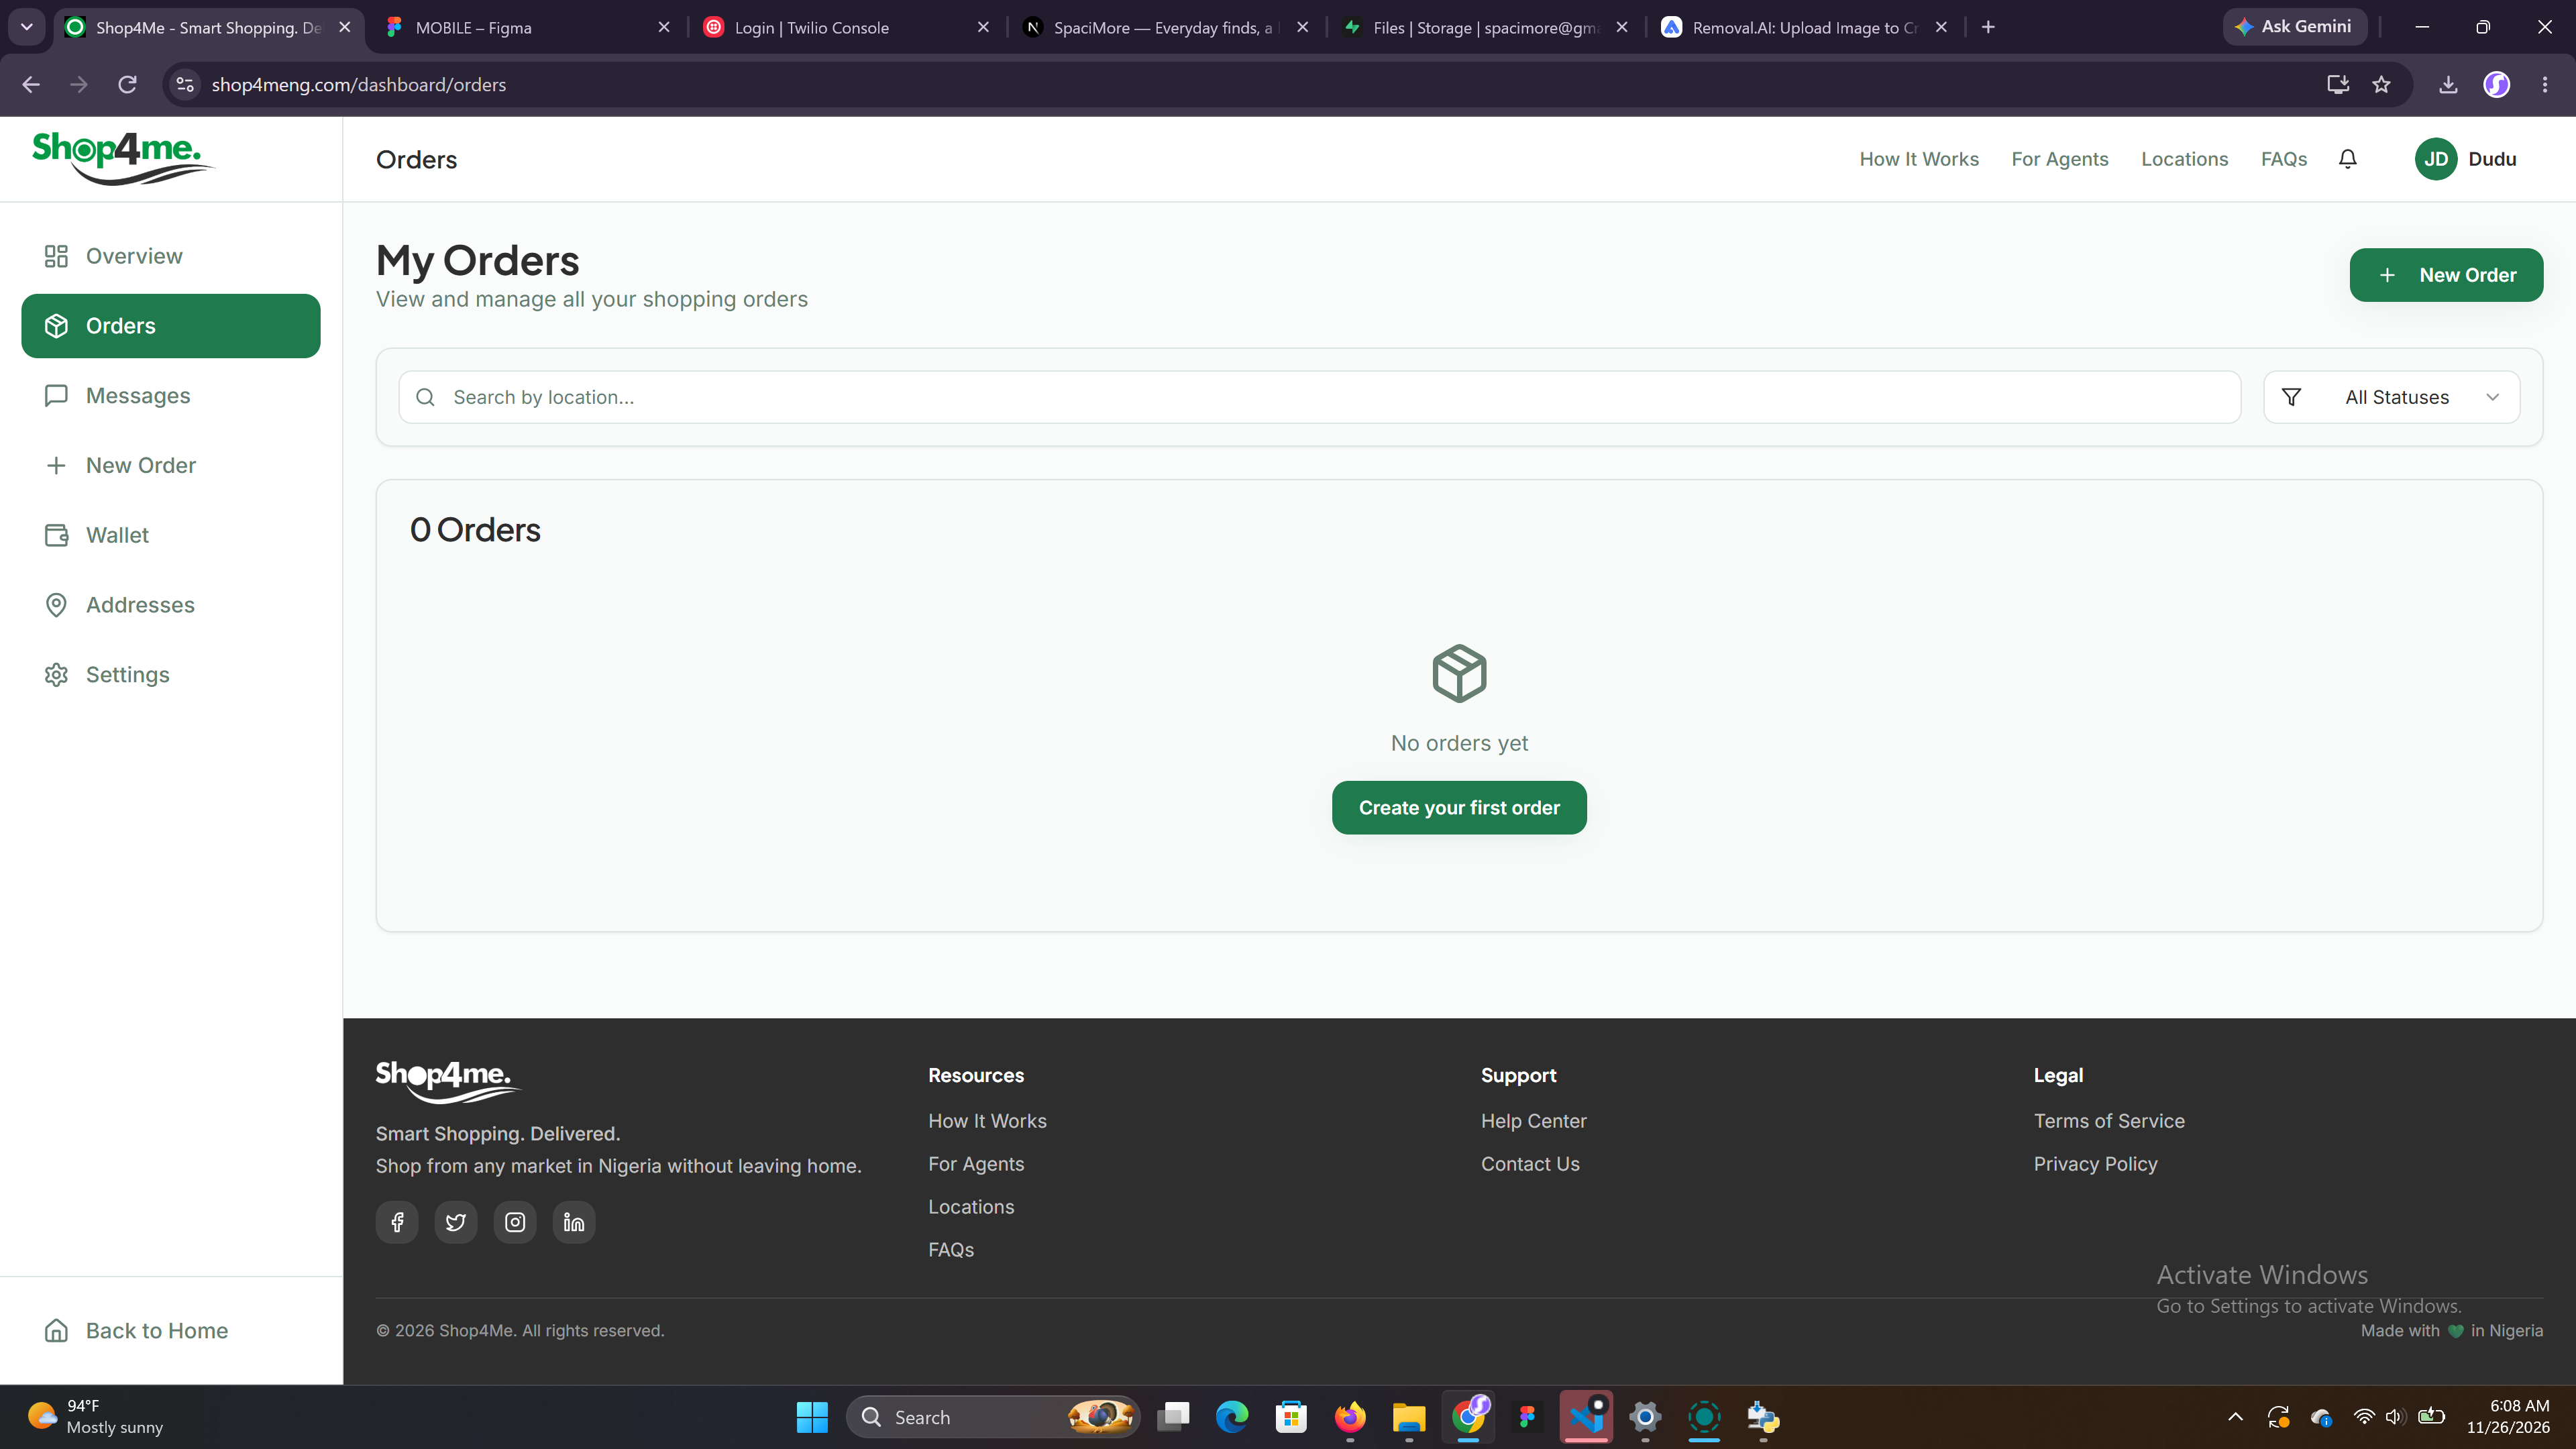 Shop4Me - Smart Shopping. De
MOBILE – Figma
Login | Twilio Console
SpaciMore — Everyday finds, a
Files | Storage | spacimore@gm
Removal.AI: Upload Image to Cr
Ask Gemini
shop4meng.com/dashboard/orders
Shop4me.
Orders
How It Works
For Agents
Locations
FAQs
JD
Dudu
Overview
Orders
Messages
New Order
Wallet
Addresses
Settings
Back to Home
My Orders
View and manage all your shopping orders
New Order
Search by location...
All Statuses
0 Orders
No orders yet
Create your first order
Shop4me.
Smart Shopping. Delivered.
Shop from any market in Nigeria without leaving home.
Resources
How It Works
For Agents
Locations
FAQs
Support
Help Center
Contact Us
Legal
Terms of Service
Privacy Policy
Activate Windows
Go to Settings to activate Windows.
© 2026 Shop4Me. All rights reserved.
Made with 💚 in Nigeria
94°F
Mostly sunny
Search
6:08 AM
11/26/2026